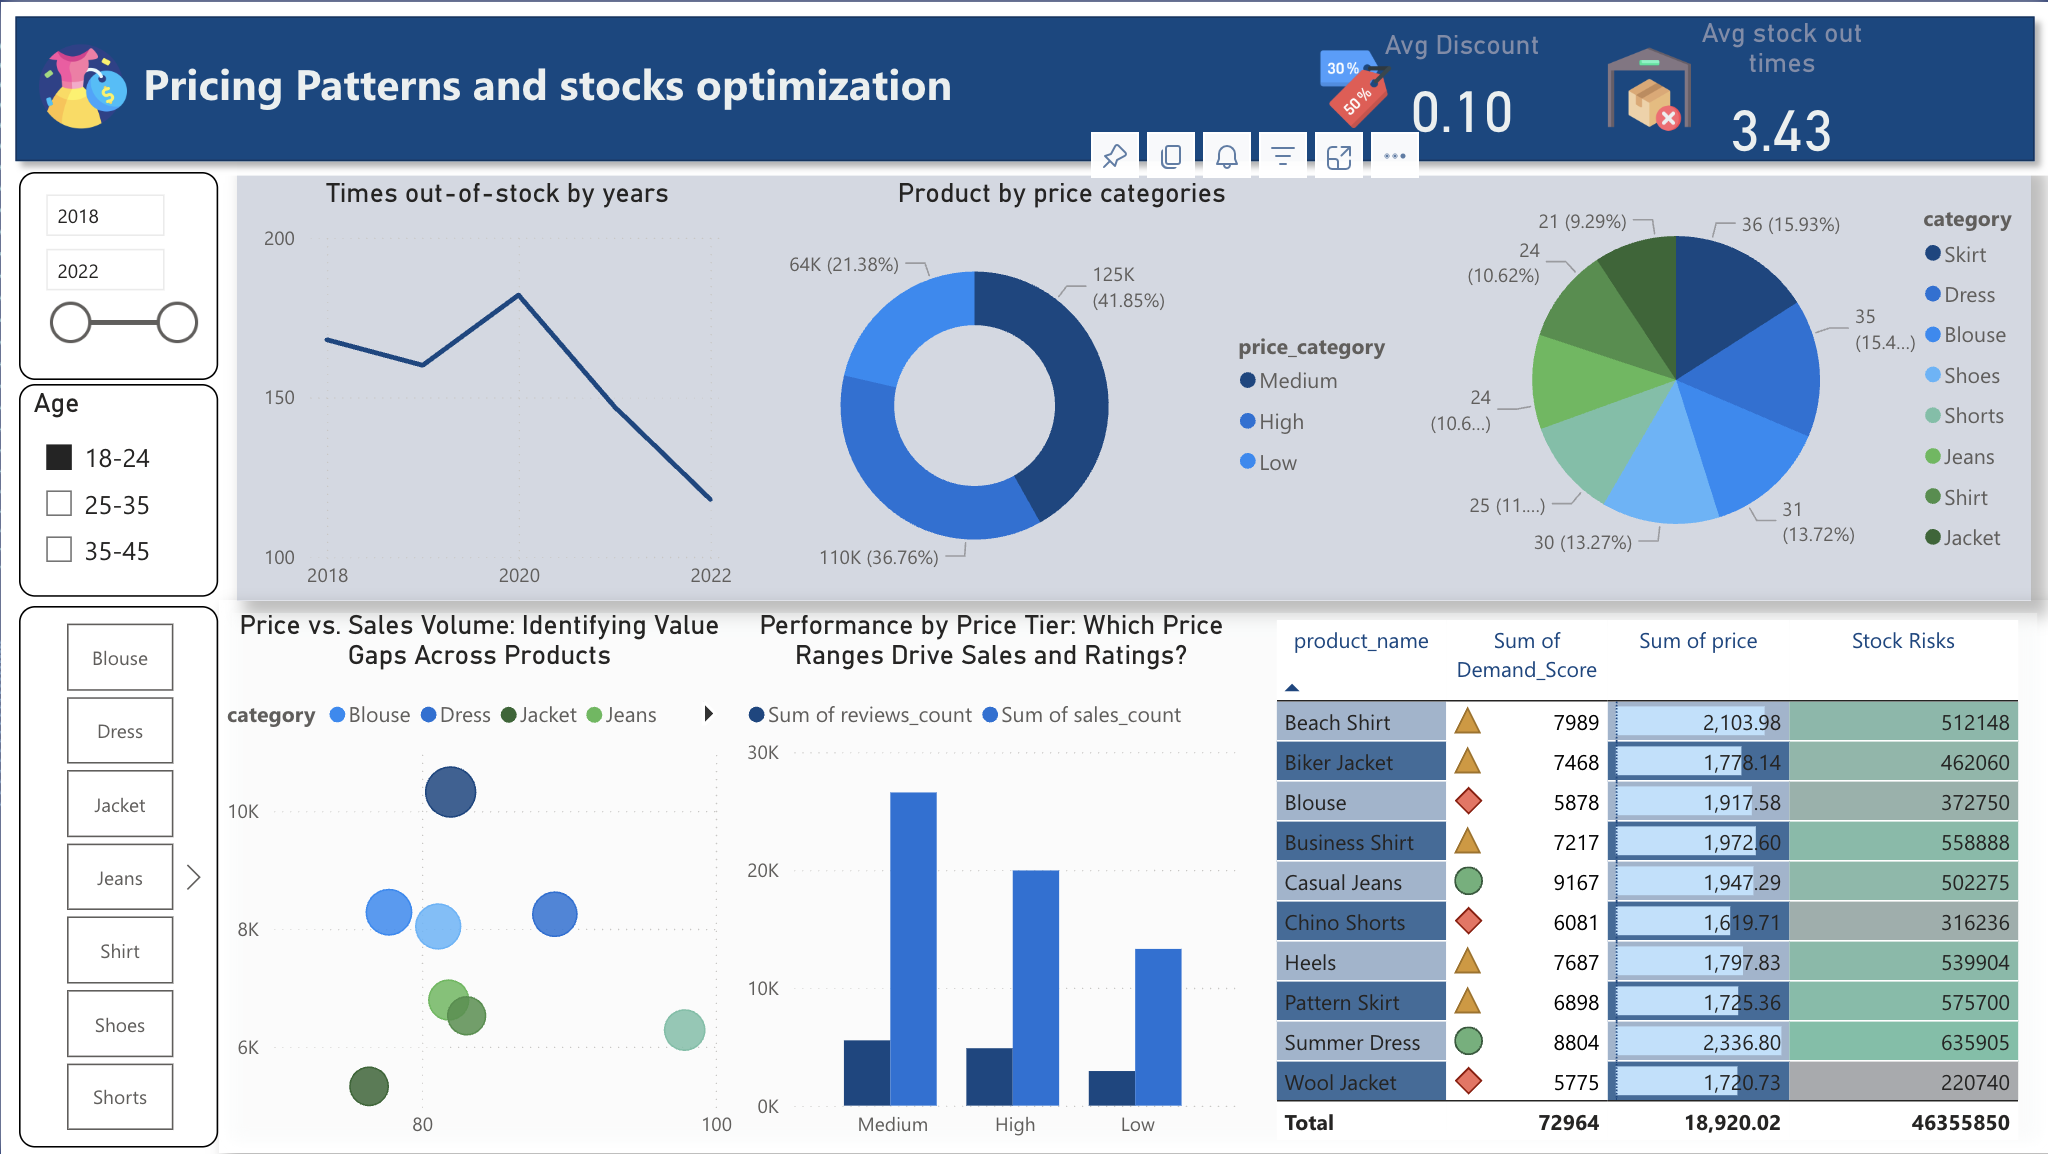 Pricing Patterns and stocks optimization
30 %
50 %
Avg Discount
0.10
Avg stock out
times
3.43
2018
2022
Age
18-24
25-35
35-45
Blouse
Dress
Jacket
Jeans
Shirt
Shoes
Shorts
Times out-of-stock by years
200
150
100
2018
2020
2022
Product by price categories
64K (21.38%)
125K
(41.85%)
110K (36.76%)
price_category
Medium
High
Low
21 (9.29%)
36 (15.93%)
24
(10.62%)
35
(15.4...)
24
(10.6...)
25 (11....)
31
(13.72%)
30 (13.27%)
category
Skirt
Dress
Blouse
Shoes
Shorts
Jeans
Shirt
Jacket
Price vs. Sales Volume: Identifying Value
Gaps Across Products
category Blouse Dress Jacket Jeans
10K
8K
6K
80
100
Performance by Price Tier: Which Price
Ranges Drive Sales and Ratings?
Sum of reviews_count Sum of sales_count
30K
20K
10K
0K
Medium
High
Low
product_name Sum of Demand_Score Sum of price Stock Risks
Beach Shirt 7989 2,103.98 512148
Biker Jacket 7468 1,778.14 462060
Blouse 5878 1,917.58 372750
Business Shirt 7217 1,972.60 558888
Casual Jeans 9167 1,947.29 502275
Chino Shorts 6081 1,619.71 316236
Heels 7687 1,797.83 539904
Pattern Skirt 6898 1,725.36 575700
Summer Dress 8804 2,336.80 635905
Wool Jacket 5775 1,720.73 220740
Total 72964 18,920.02 46355850